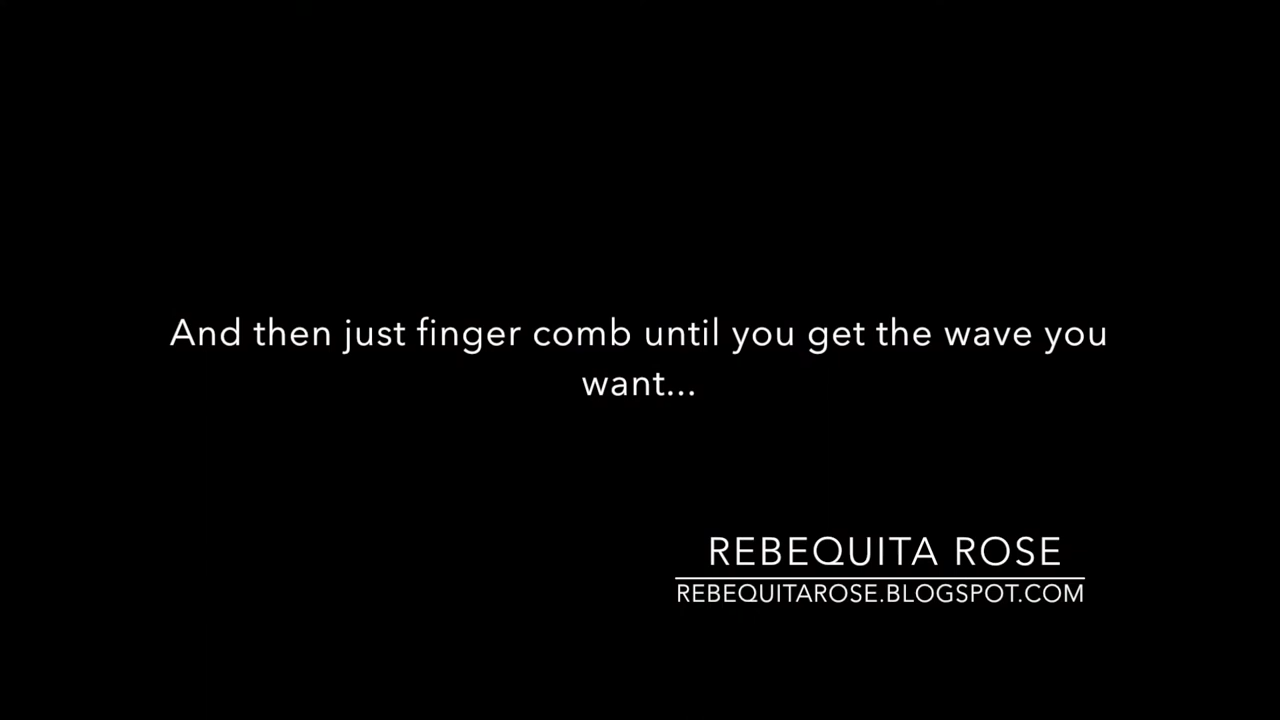 And then just finger comb until you get the wave you
want...
REBEQUITA ROSE
REBEQUITAROSE.BLOGSPOT.COM